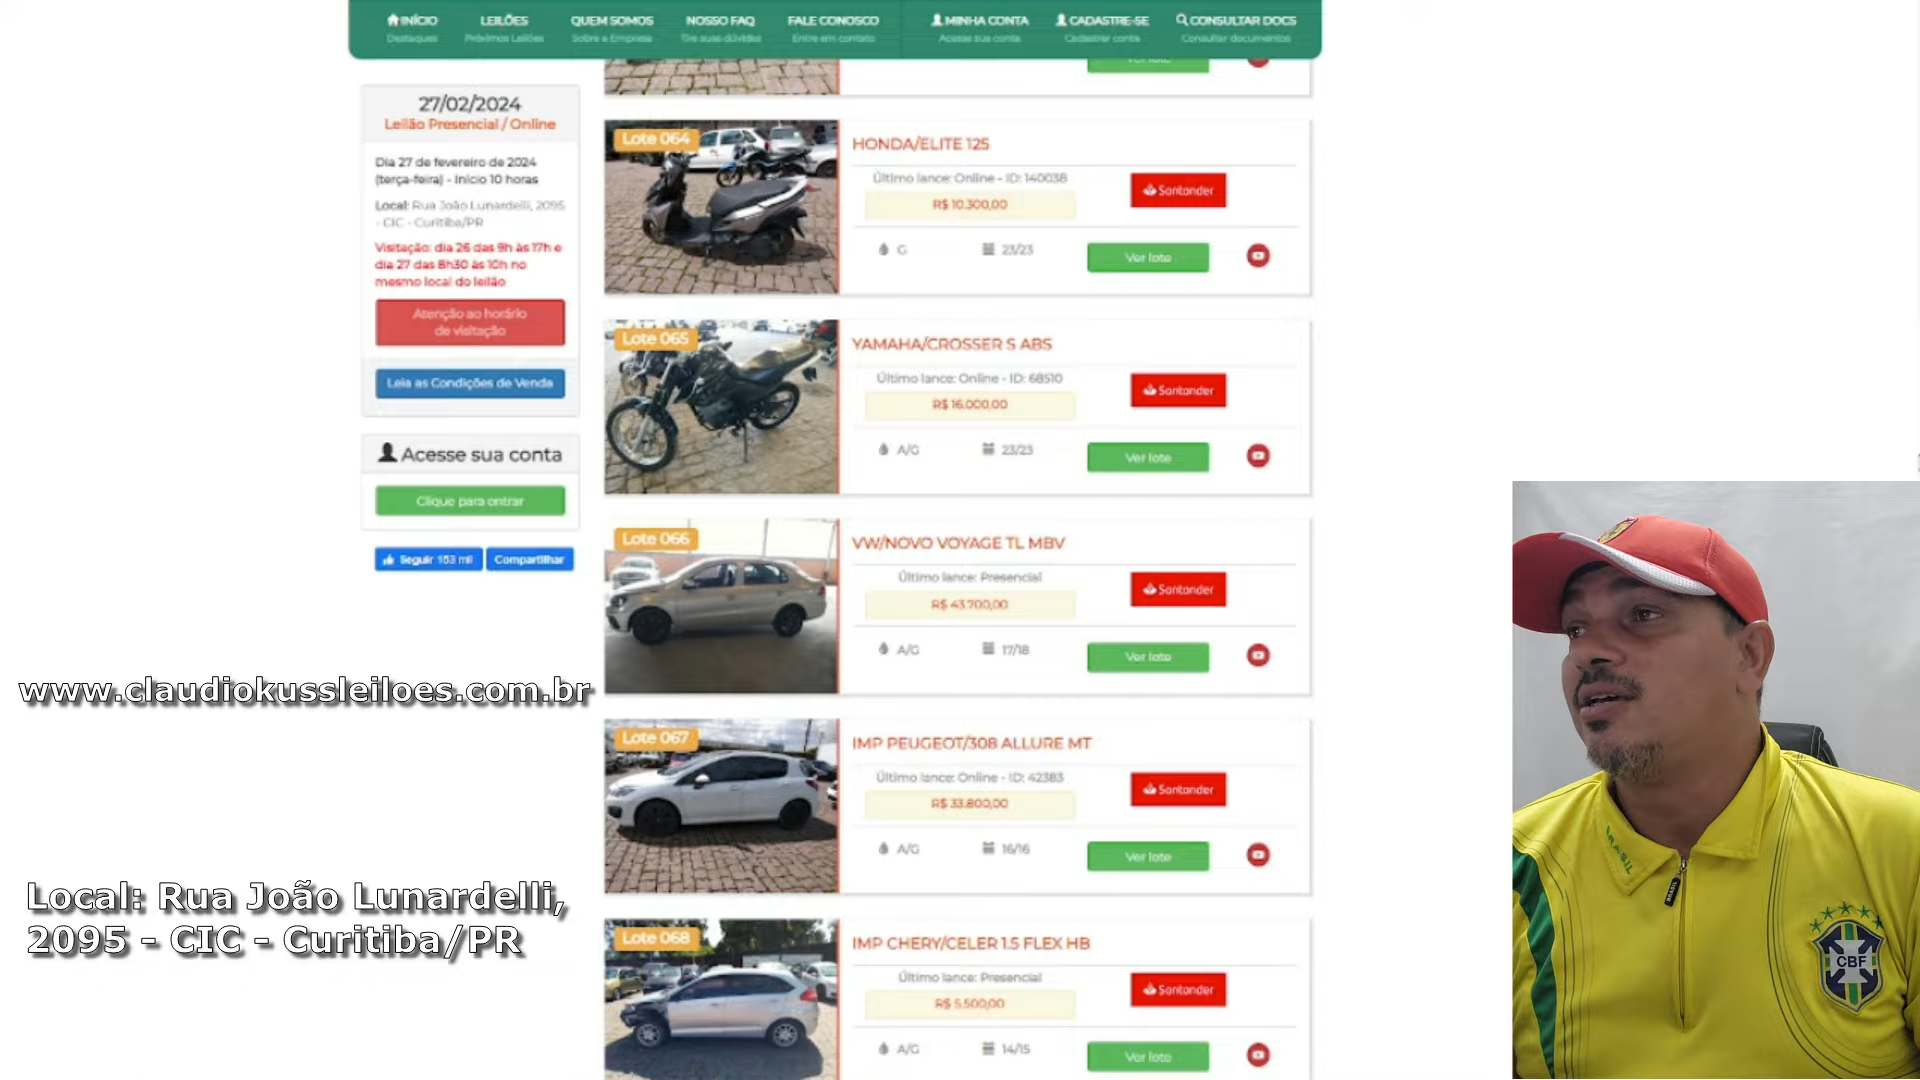 INÍCIO
Destaques
LEILÕES
Próximos Leilões
QUEM SOMOS
Sobre a Empresa
NOSSO FAQ
Tire suas dúvidas
FALE CONOSCO
Entre em contato
MINHA CONTA
Acesse sua conta
CADASTRE-SE
Cadastrar conta
CONSULTAR DOCS
Consultar documentos
27/02/2024
Leilão Presencial / Online
Dia 27 de fevereiro de 2024
(terça-feira) - Início 10 horas
Local: Rua João Lunardelli, 2095
- CIC - Curitiba/PR
Visitação: dia 26 das 9h às 17h e
dia 27 das 8h30 às 10h no
mesmo local do leilão
Atenção ao horário
de visitação
Leia as Condições de Venda
Acesse sua conta
Clique para entrar
Seguir 153 mil
Compartilhar
Ver lote
Lote 064
HONDA/ELITE 125
Último lance: Online - ID: 140038
R$ 10.300,00
Santander
G
23/23
Ver lote
Lote 065
YAMAHA/CROSSER S ABS
Último lance: Online - ID: 68510
R$ 16.000,00
Santander
A/G
23/23
Ver lote
Lote 066
VW/NOVO VOYAGE TL MBV
Último lance: Presencial
R$ 43.700,00
Santander
A/G
17/18
Ver lote
Lote 067
IMP PEUGEOT/308 ALLURE MT
Último lance: Online - ID: 42383
R$ 33.800,00
Santander
A/G
16/16
Ver lote
Lote 068
IMP CHERY/CELER 1.5 FLEX HB
Último lance: Presencial
R$ 5.500,00
Santander
A/G
14/15
Ver lote
www.claudiokussleiloes.com.br
Local: Rua João Lunardelli,
2095 - CIC - Curitiba/PR
BRASIL
CBF